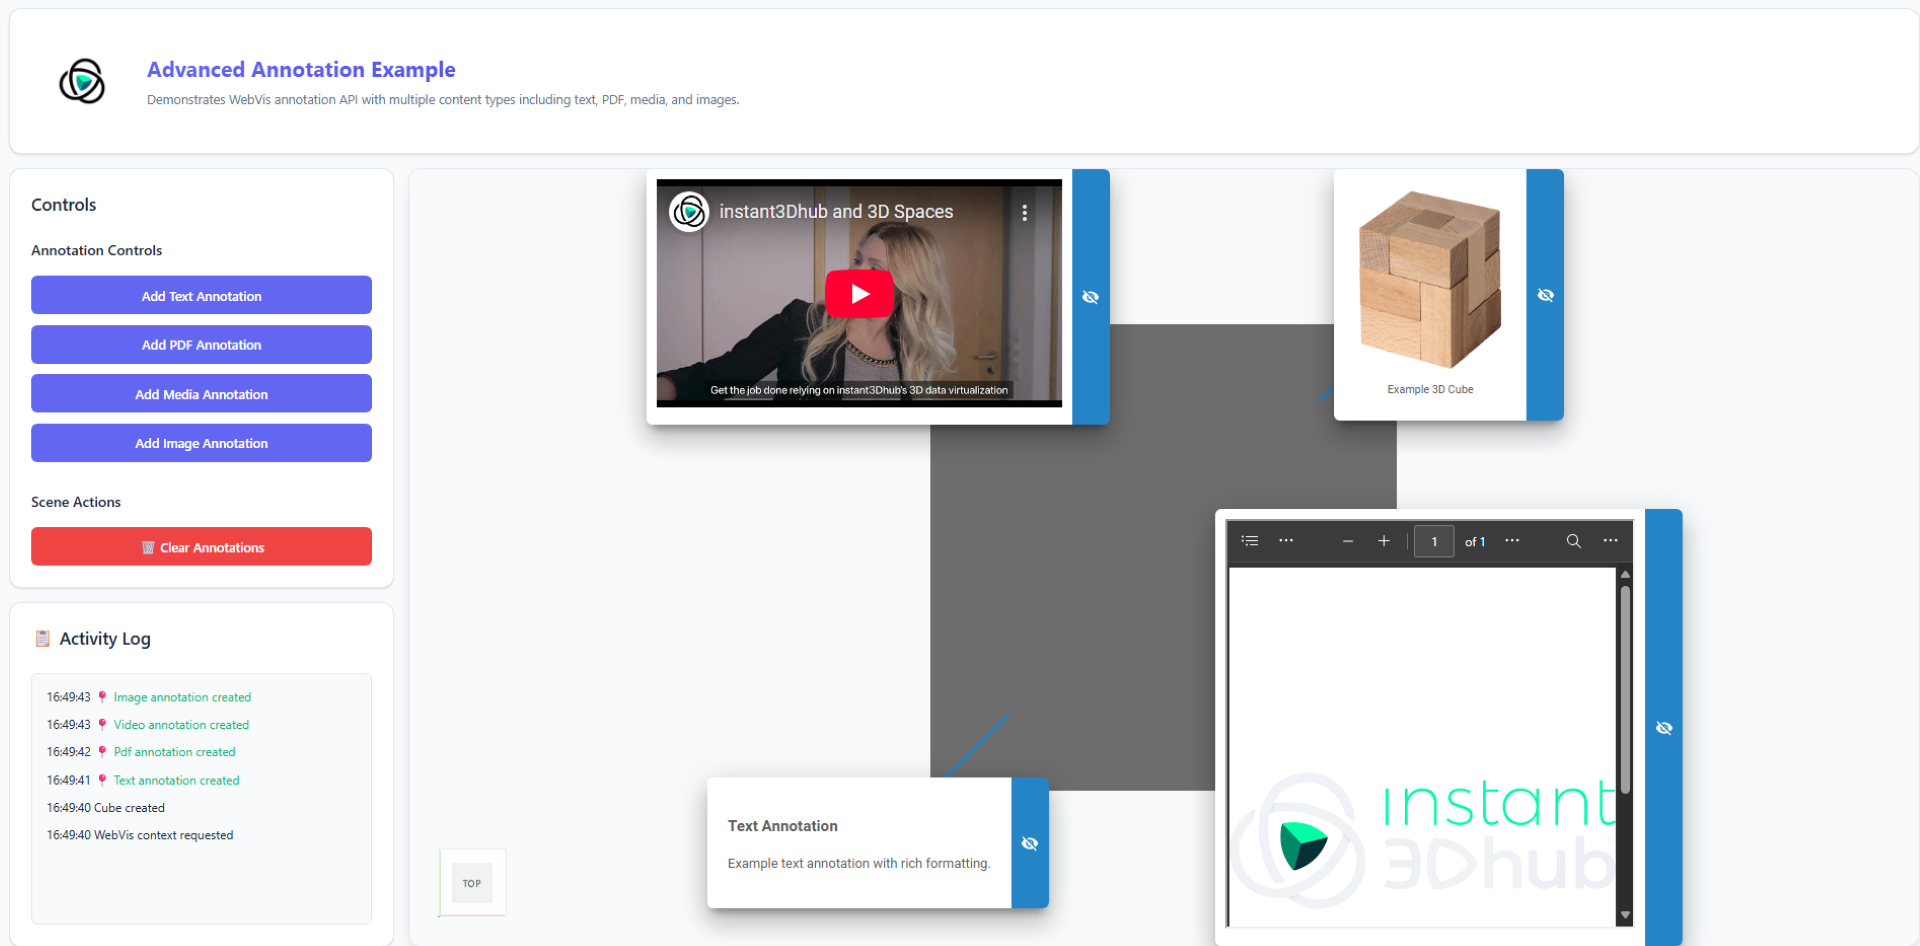 Advanced Annotation Example
Demonstrates WebVis annotation API with multiple content types including text, PDF, media, and images.
Controls
Annotation Controls
Add Text Annotation
Add PDF Annotation
Add Media Annotation
Add Image Annotation
Scene Actions
Clear Annotations
Activity Log
16:49:43 Image annotation created
16:49:43 Video annotation created
16:49:42 Pdf annotation created
16:49:41 Text annotation created
16:49:40 Cube created
16:49:40 WebVis context requested
instant3Dhub and 3D Spaces
Get the job done relying on instant3Dhub's 3D data virtualization
Example 3D Cube
1 of 1
instant
3Dhub
Text Annotation
Example text annotation with rich formatting.
TOP